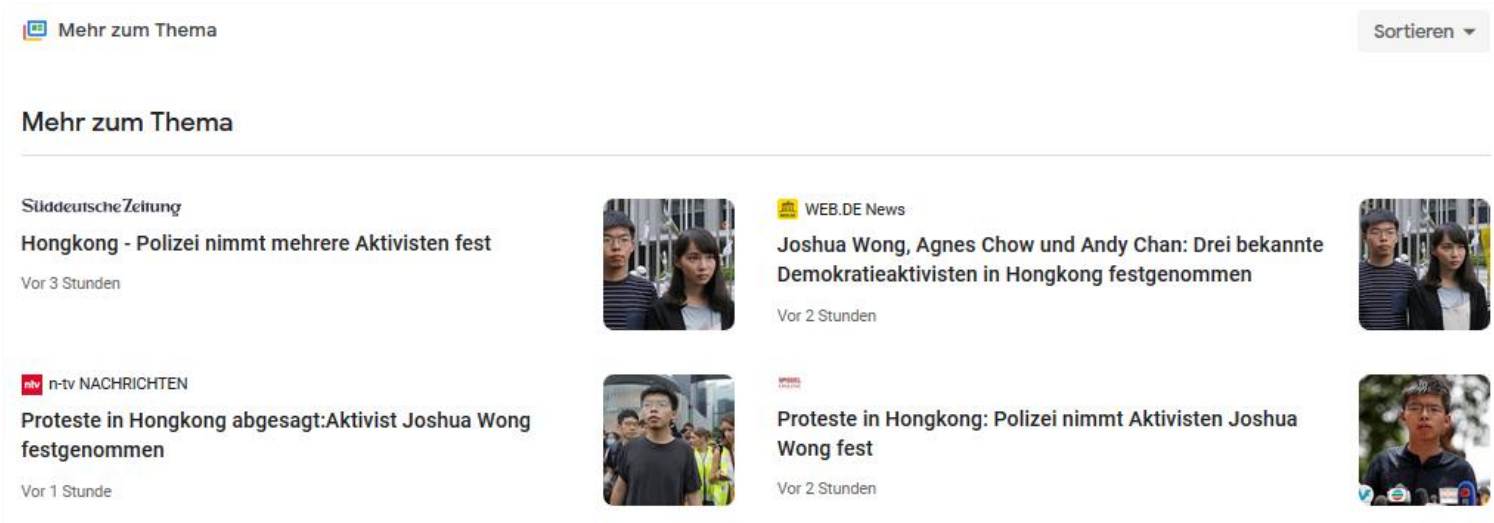 Mehr zum Thema
Sortieren
Mehr zum Thema
Süddeutsche Zeitung
Hongkong - Polizei nimmt mehrere Aktivisten fest
Vor 3 Stunden
WEB.DE News
Joshua Wong, Agnes Chow und Andy Chan: Drei bekannte
Demokratieaktivisten in Hongkong festgenommen
Vor 2 Stunden
ntv n-tv NACHRICHTEN
Proteste in Hongkong abgesagt:Aktivist Joshua Wong
festgenommen
Vor 1 Stunde
SPIEGEL
ONLINE
Proteste in Hongkong: Polizei nimmt Aktivisten Joshua
Wong fest
Vor 2 Stunden